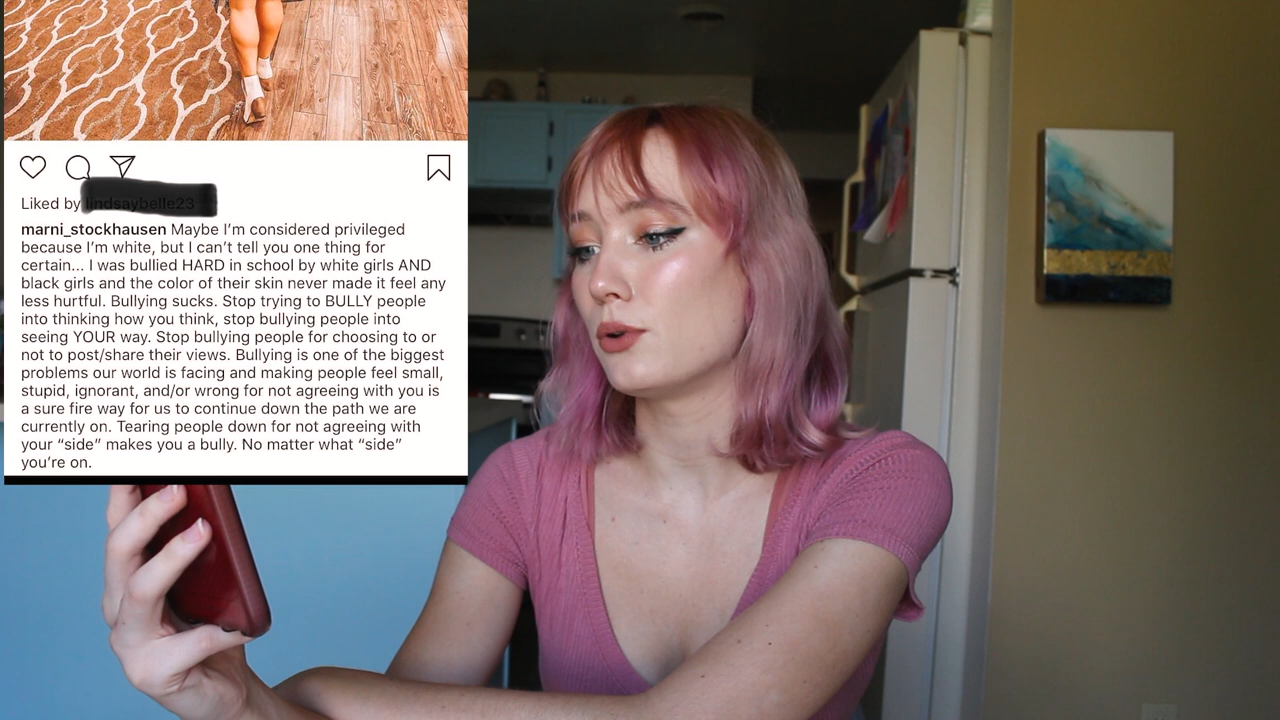 Liked by lindsaybelle23
marni_stockhausen Maybe I'm considered privileged
because I'm white, but I can't tell you one thing for
certain... I was bullied HARD in school by white girls AND
black girls and the color of their skin never made it feel any
less hurtful. Bullying sucks. Stop trying to BULLY people
into thinking how you think, stop bullying people into
seeing YOUR way. Stop bullying people for choosing to or
not to post/share their views. Bullying is one of the biggest
problems our world is facing and making people feel small,
stupid, ignorant, and/or wrong for not agreeing with you is
a sure fire way for us to continue down the path we are
currently on. Tearing people down for not agreeing with
your “side” makes you a bully. No matter what “side”
you're on.